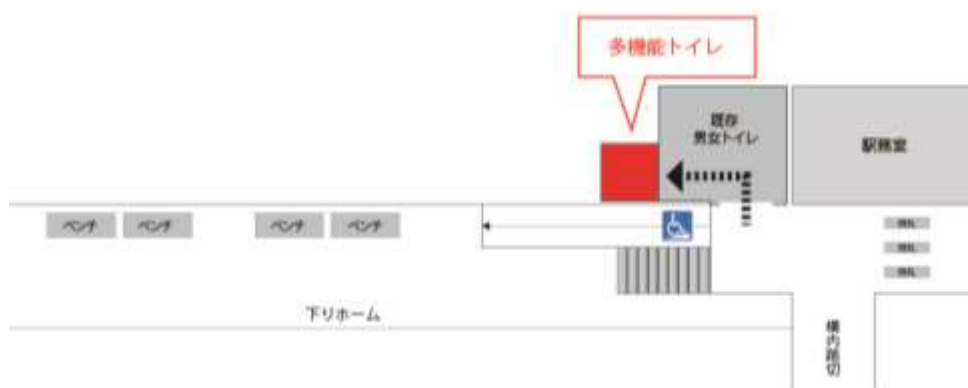 多機能トイレ
既存
男女トイレ
駅務室
ベンチ
ベンチ
ベンチ
ベンチ
下りホーム
構内踏切